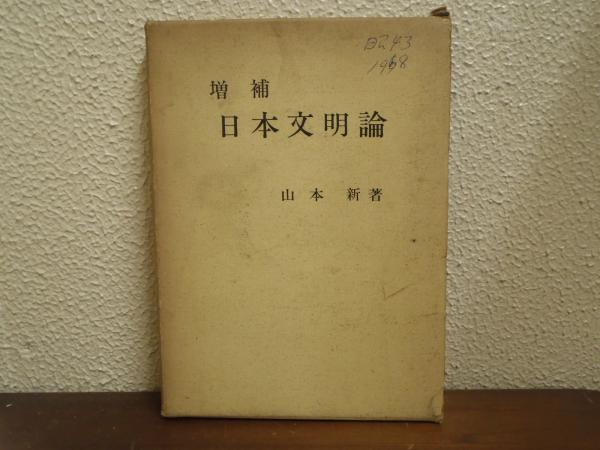 昭43
1968
増補
日本文明論
山本 新著